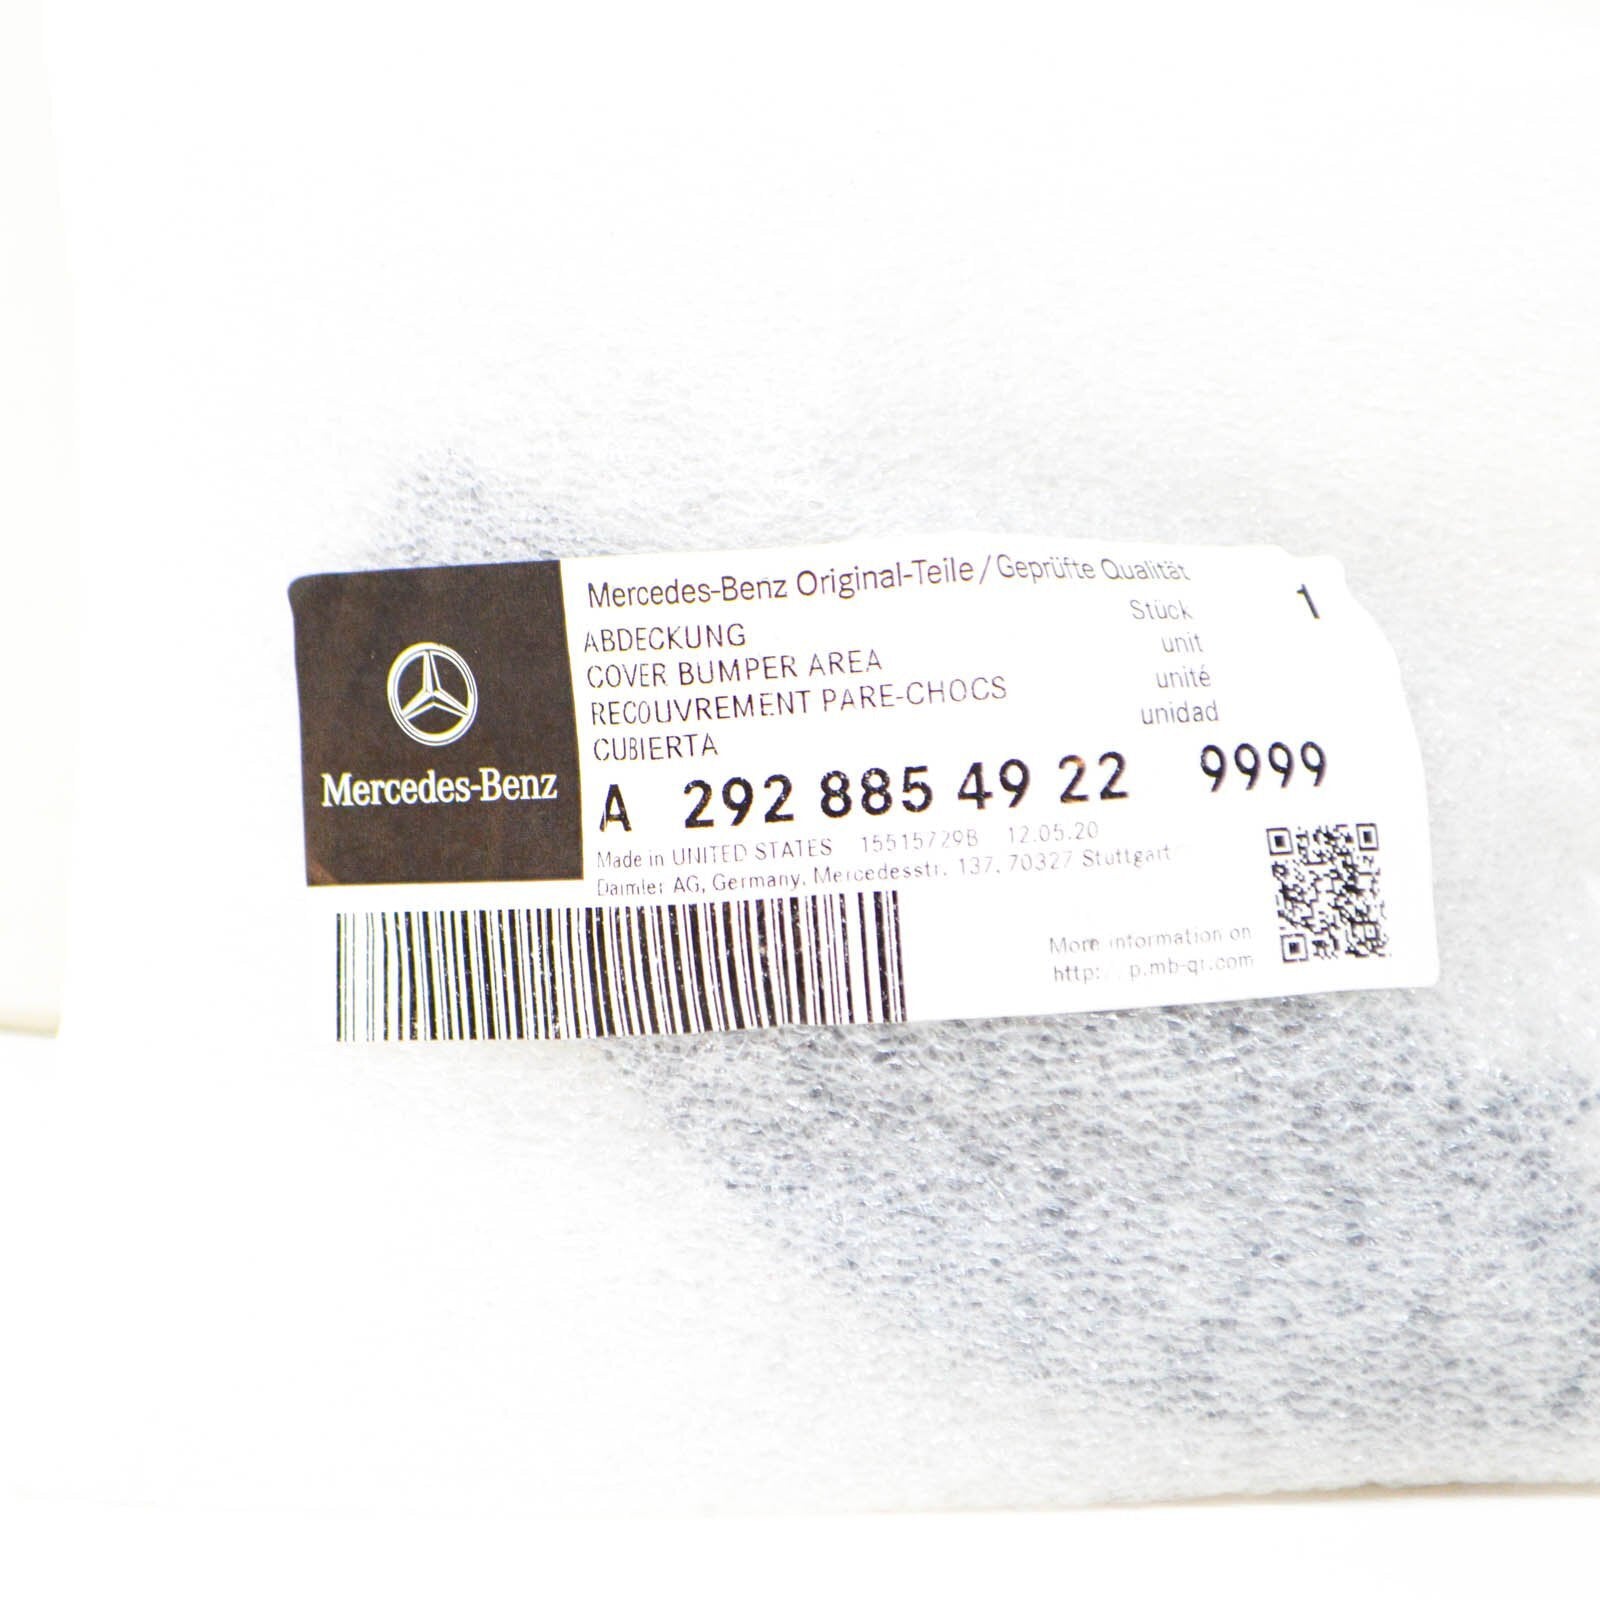 Mercedes-Benz
Mercedes-Benz Original-Teile / Geprüfte Qualität
ABDECKUNG
COVER BUMPER AREA
RECOUVREMENT PARE-CHOCS
CUBIERTA
Stück 1
unit
unité
unidad
A 292 885 49 22 9999
Made in UNITED STATES 15515729B 12.05.20
Daimler AG, Germany, Mercedesstr. 137, 70327 Stuttgart
More information on
http://p.mb-qr.com